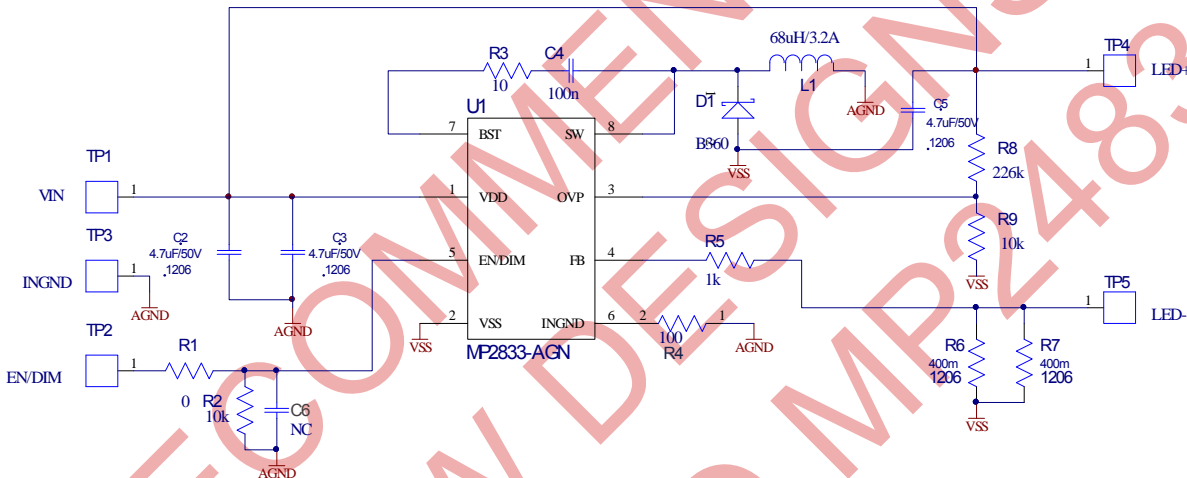 68uH/3.2A
R3
C4
TP4
1
LED+
10
100n
L1
U1
D1
AGND
C5
4.7uF/50V
1206
7
BST
SW
8
B360
VSS
R8
226k
TP1
VIN
1
1
VDD
OVP
3
TP3
C2
4.7uF/50V
1206
C3
4.7uF/50V
1206
R9
10k
5
EN/DIM
FB
4
R5
1k
VSS
INGND
1
AGND
TP5
1
LED-
AGND
2
VSS
INGND
6
2
1
100
R4
AGND
VSS
MP2833-AGN
TP2
R1
R6
400m
1206
R7
400m
1206
EN/DIM
1
0
R2
10k
C6
NC
VSS
AGND
ECOMMEN
W DESIGNS
O MP2483